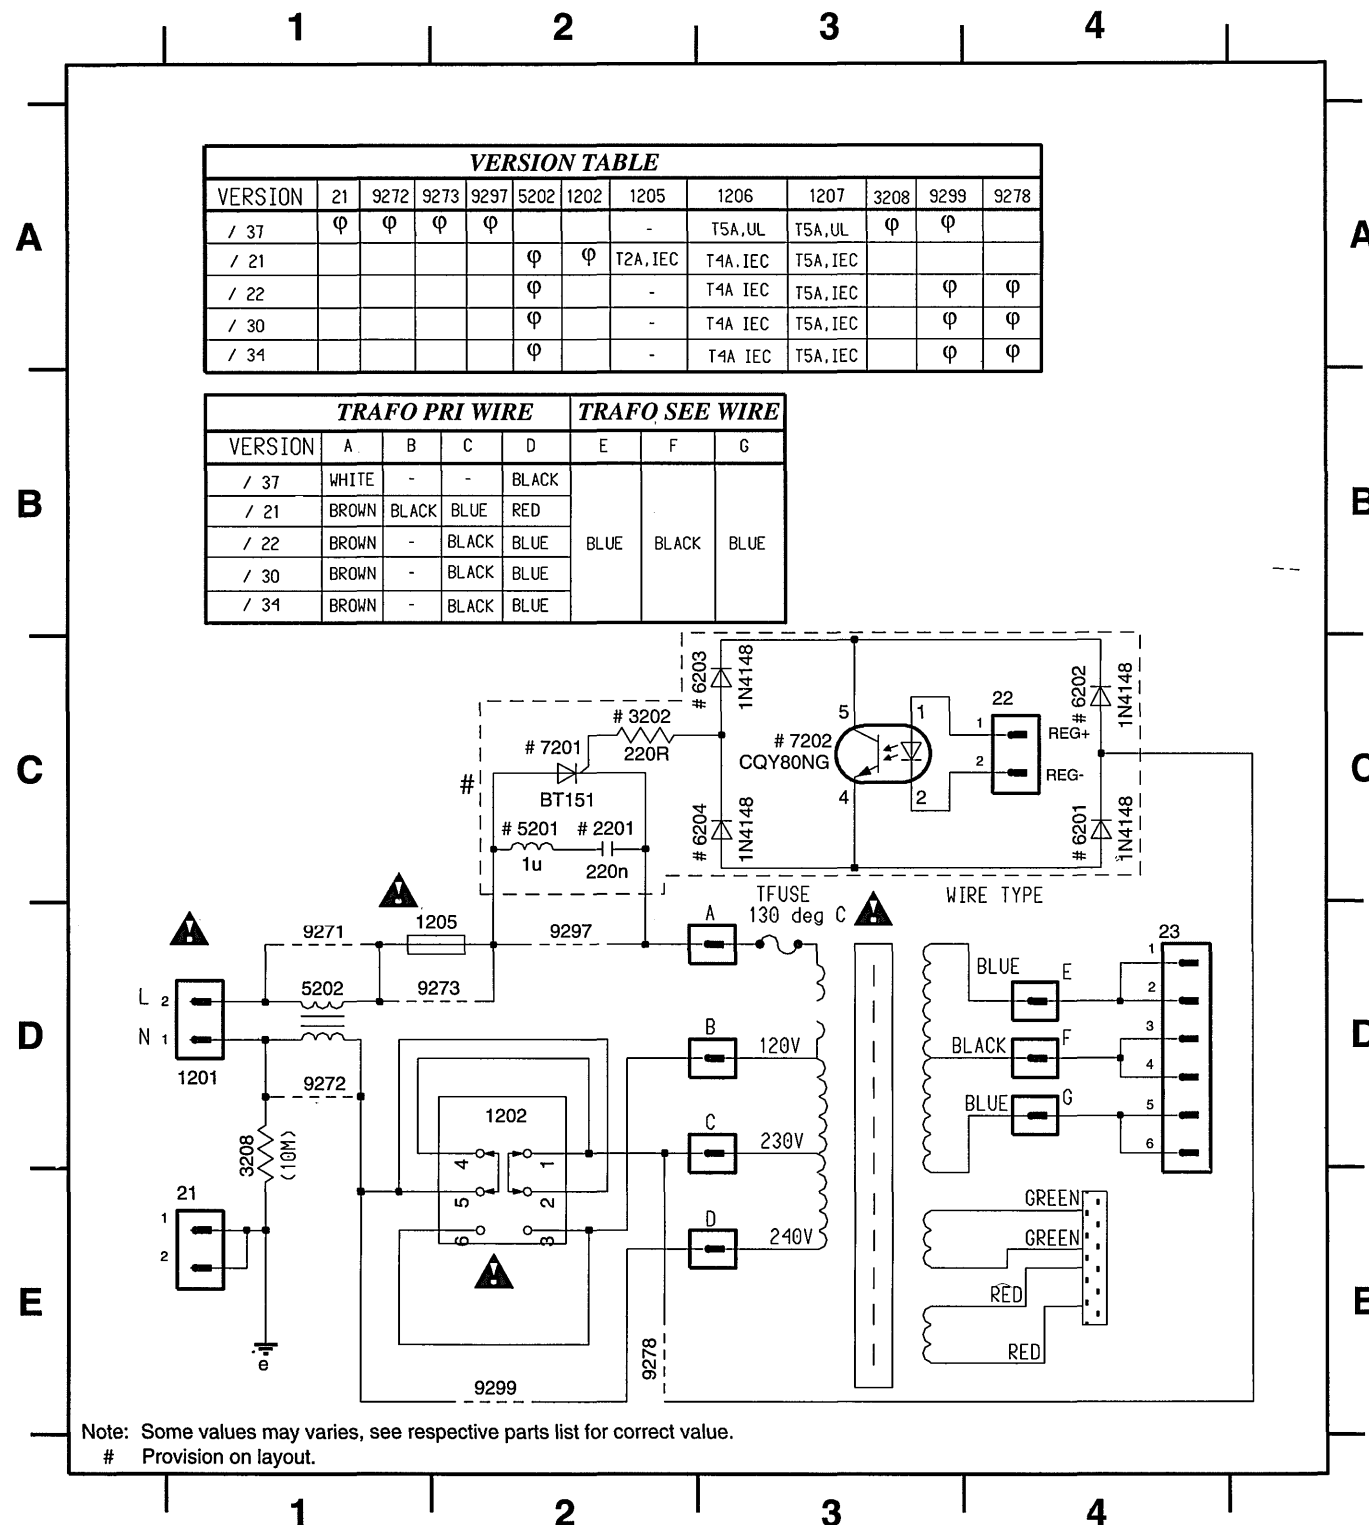 1 2 3 4
A A
VERSION TABLE
VERSION 21 9272 9273 9297 5202 1202 1205 1206 1207 3208 9299 9278
/ 37 φ φ φ φ - T5A,UL T5A,UL φ φ
/ 21 φ φ T2A,IEC T4A.IEC T5A,IEC
/ 22 φ - T4A IEC T5A,IEC φ φ
/ 30 φ - T4A IEC T5A,IEC φ φ
/ 34 φ - T4A IEC T5A,IEC φ φ
B B
TRAFO PRI WIRE TRAFO SEE WIRE
VERSION A B C D E F G
/ 37 WHITE - - BLACK
/ 21 BROWN BLACK BLUE RED
/ 22 BROWN - BLACK BLUE BLUE BLACK BLUE
/ 30 BROWN - BLACK BLUE
/ 34 BROWN - BLACK BLUE
C C
# 6203
1N4148
# 6202
1N4148
# 3202
220R
# 7201
BT151
#
# 5201
1u
# 2201
220n
# 6204
1N4148
# 7202
CQY80NG
5
4
1
2
22
1 REG+
2 REG-
# 6201
1N4148
D D
TFUSE
130 deg C
WIRE TYPE
9271
1205
9297
A
5202
9273
L 2
N 1
1201
9272
3208
(10M)
B
120V
C
230V
D
240V
1202
4 1
5 2
6 3
BLUE E
BLACK F
BLUE G
23
1
2
3
4
5
6
E E
21
1
2
e
9299
9278
GREEN
GREEN
RED
RED
Note: Some values may varies, see respective parts list for correct value.
# Provision on layout.
1 2 3 4